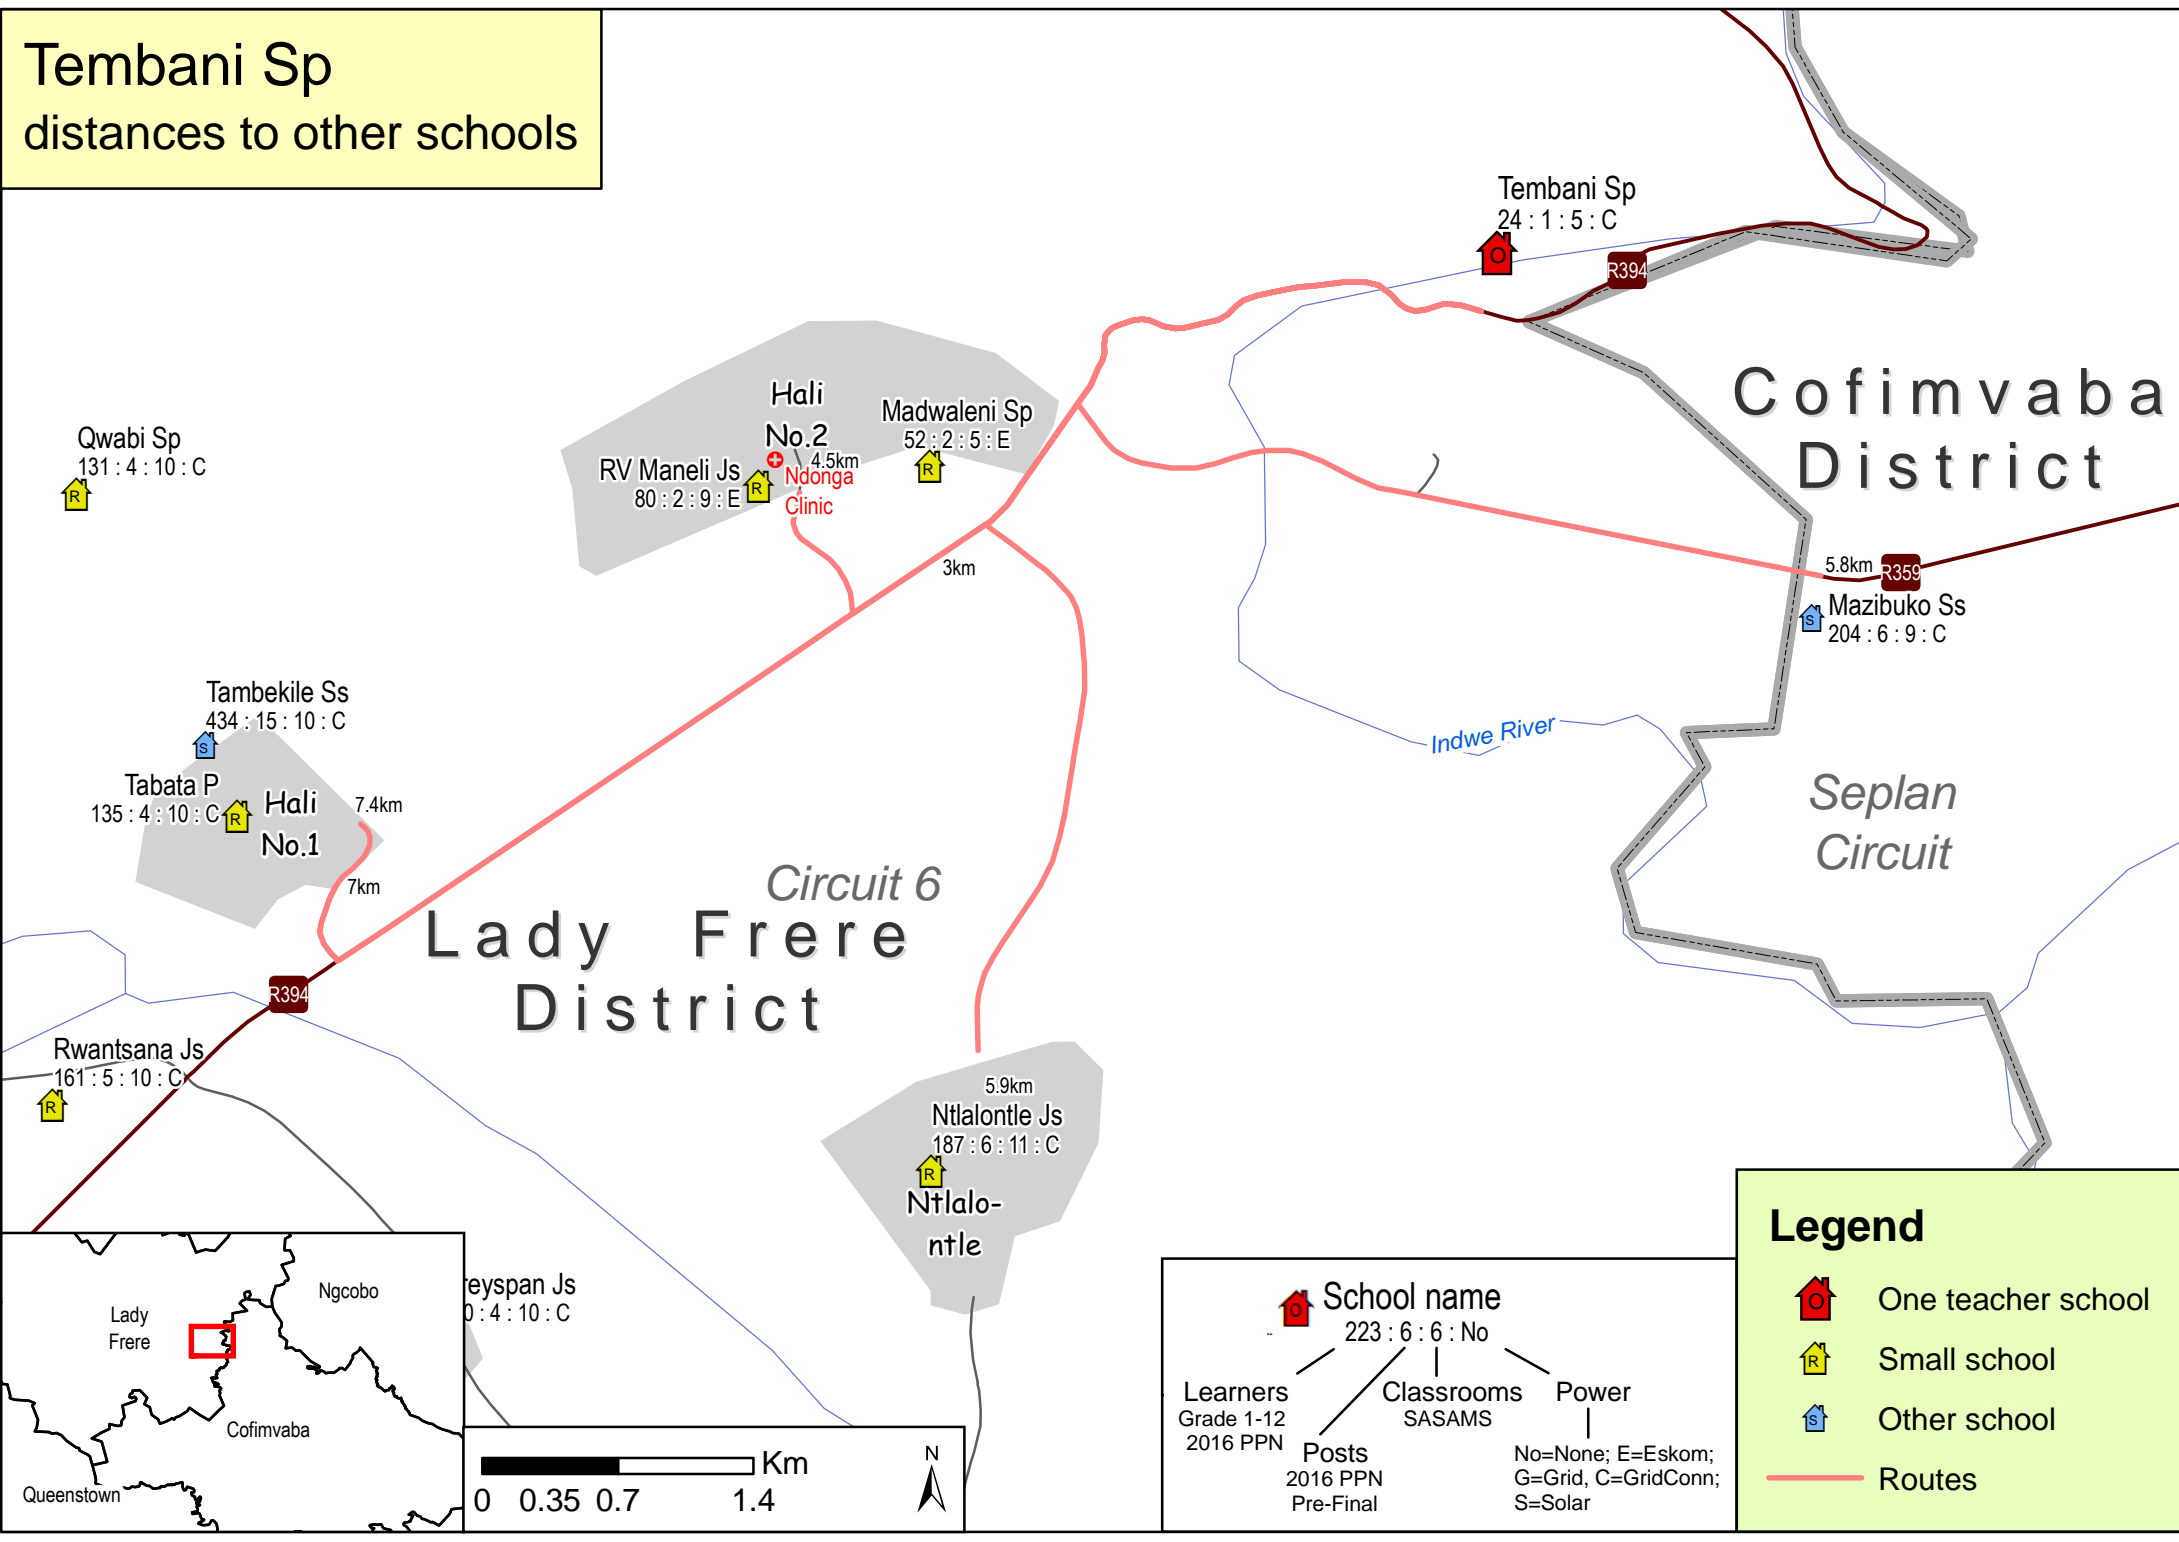 Tembani Sp
distances to other schools
Tembani Sp
24 : 1 : 5 : C
O
R394
Cofimvaba
District
Hali
No.2
Madwaleni Sp
52 : 2 : 5 : E
R
4.5km
RV Maneli Js
80 : 2 : 9 : E
R
Ndonga
Clinic
Qwabi Sp
131 : 4 : 10 : C
R
3km
5.8km
R359
Mazibuko Ss
204 : 6 : 9 : C
S
Tambekile Ss
434 : 15 : 10 : C
S
Tabata P
135 : 4 : 10 : C
R
Hali
No.1
7.4km
7km
Indwe River
Seplan
Circuit
Circuit 6
Lady Frere
District
R394
Rwantsana Js
161 : 5 : 10 : C
R
5.9km
Ntlalontle Js
187 : 6 : 11 : C
R
Ntlalo-
ntle
reyspan Js
0 : 4 : 10 : C
Lady
Frere
Ngcobo
Cofimvaba
Queenstown
Km
0 0.35 0.7 1.4
N
O
School name
223 : 6 : 6 : No
Learners
Grade 1-12
2016 PPN
Posts
2016 PPN
Pre-Final
Classrooms
SASAMS
Power
No=None; E=Eskom;
G=Grid, C=GridConn;
S=Solar
Legend
O One teacher school
R Small school
S Other school
Routes